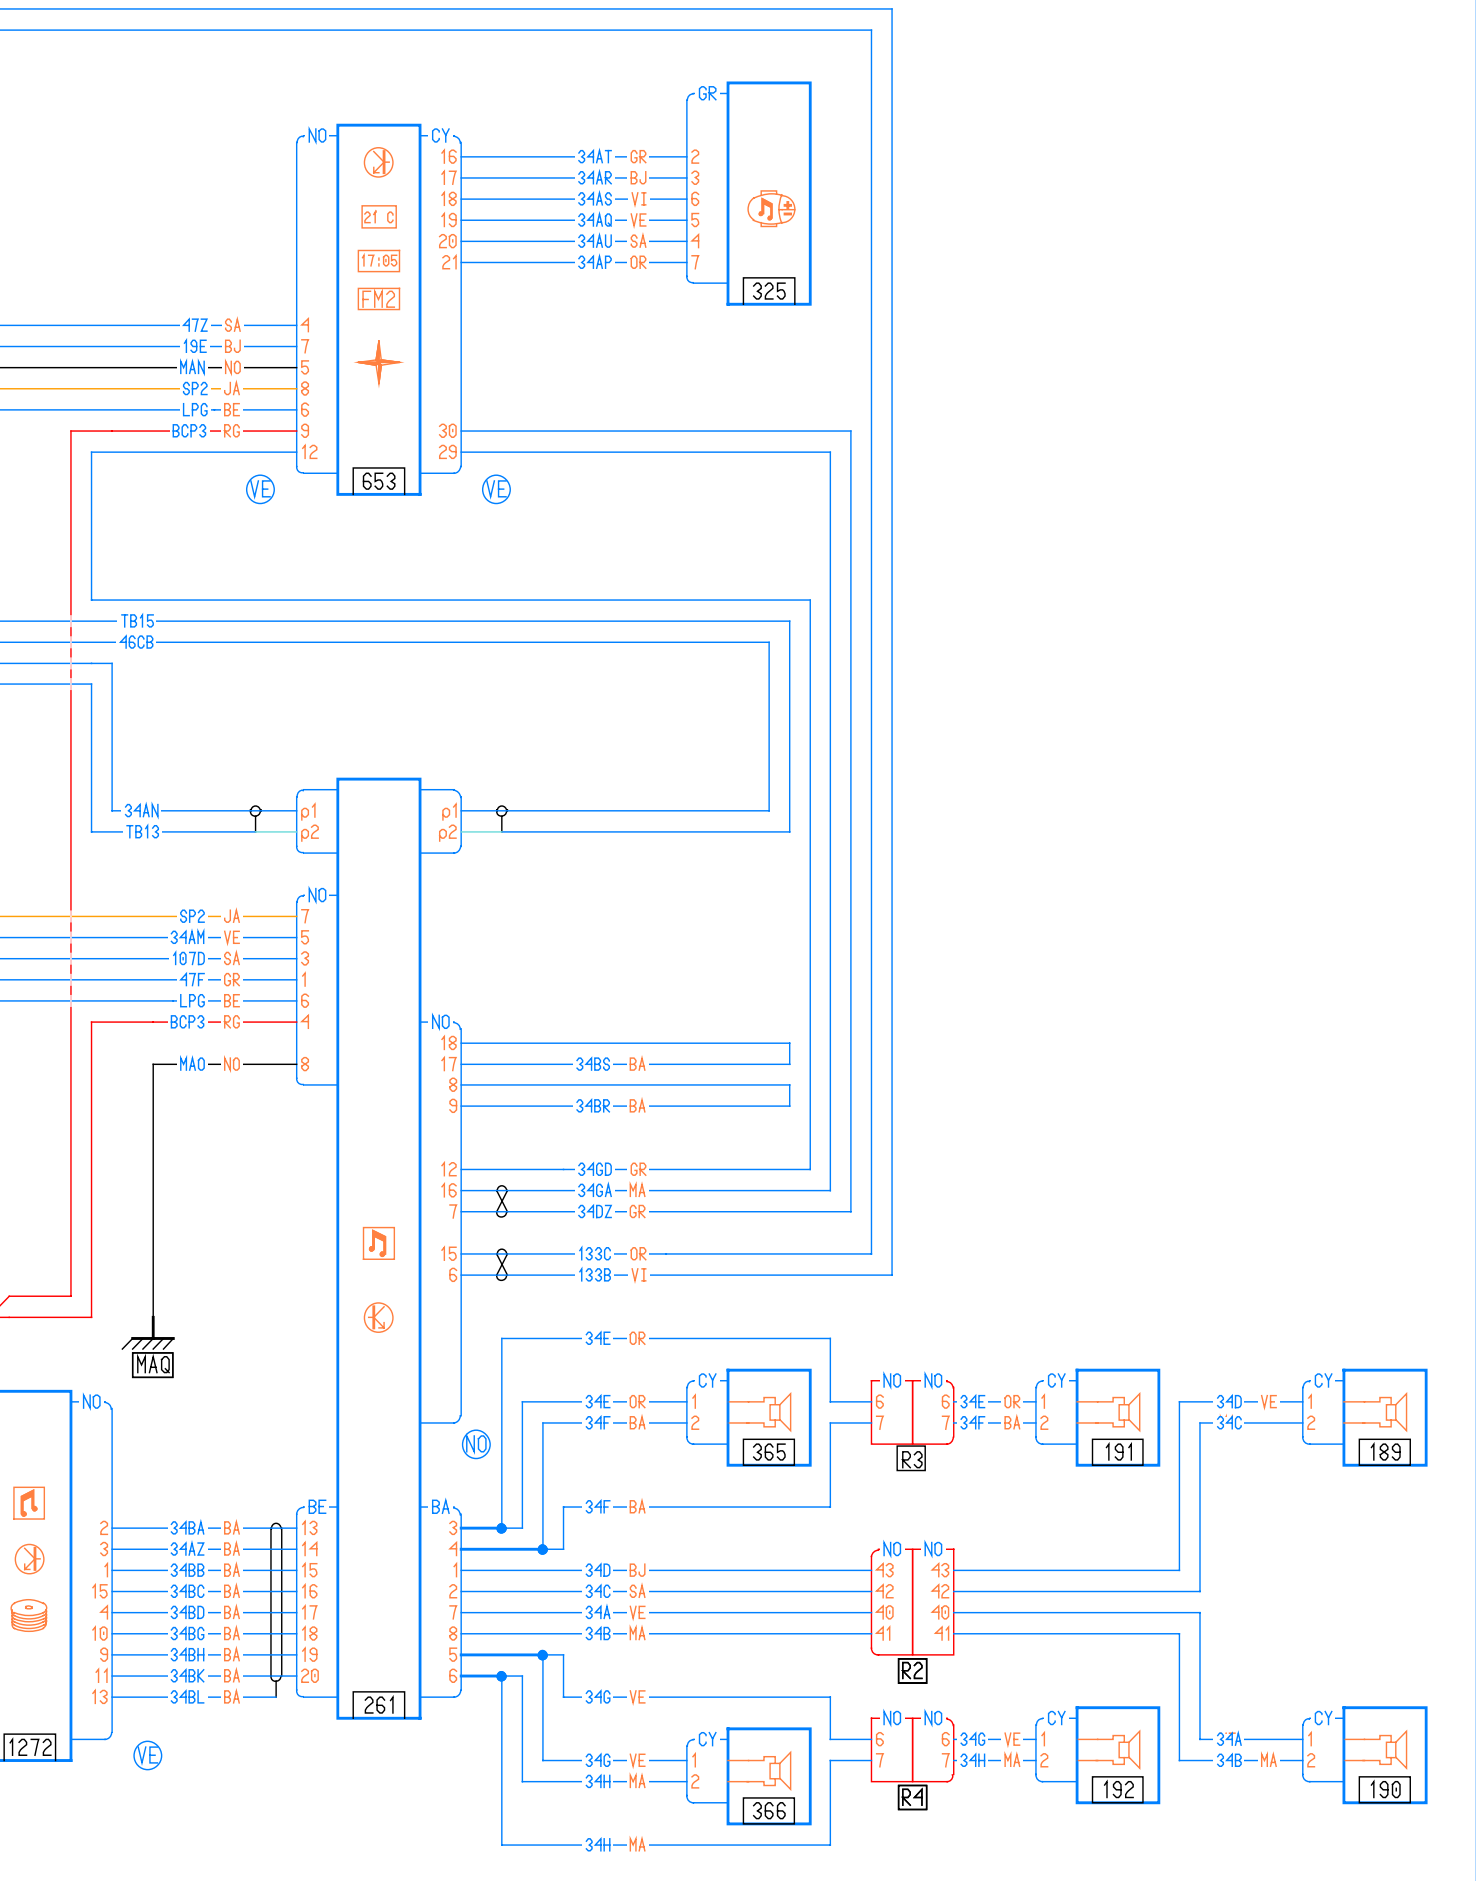 GR
NO CY
16 34AT GR 2
17 34AR BJ 3
18 34AS VI 6
19 34AQ VE 5
20 34AU SA 4
21 34AP OR 7
21 C
17:05
FM2
325
47Z SA 4
19E BJ 7
MAN NO 5
SP2 JA 8
LPG BE 6
BCP3 RG 9 30
12 29
653
VE VE
TB15
46CB
34AN p1 p1
TB13 p2 p2
NO
SP2 JA 7
34AM VE 5
107D SA 3
47F GR 1
LPG BE 6
BCP3 RG 4 NO
18
MAO NO 8 17 34BS BA
8
9 34BR BA
12 34GD GR
16 34GA MA
7 34DZ GR
15 133C OR
6 133B VI
34E OR
MAQ
CY NO NO CY CY
NO 34E OR 1 6 6 34E OR 1 34D VE 1
34F BA 2 7 7 34F BA 2 34C 2
NO 365 R3 191 189
BE BA 34F BA
2 34BA BA 13 3
3 34AZ BA 14 4 NO NO
1 34BB BA 15 1 34D BJ 43 43
15 34BC BA 16 2 34C SA 42 42
4 34BD BA 17 7 34A VE 40 40
10 34BG BA 18 8 34B MA 41 41
9 34BH BA 19 5
11 34BK BA 20 6 R2
13 34BL BA 34G VE
261
NO NO CY CY
1272 VE CY 6 6 34G VE 1 34A 1
34G VE 1 7 7 34H MA 2 34B MA 2
34H MA 2
366 R4 192 190
34H MA